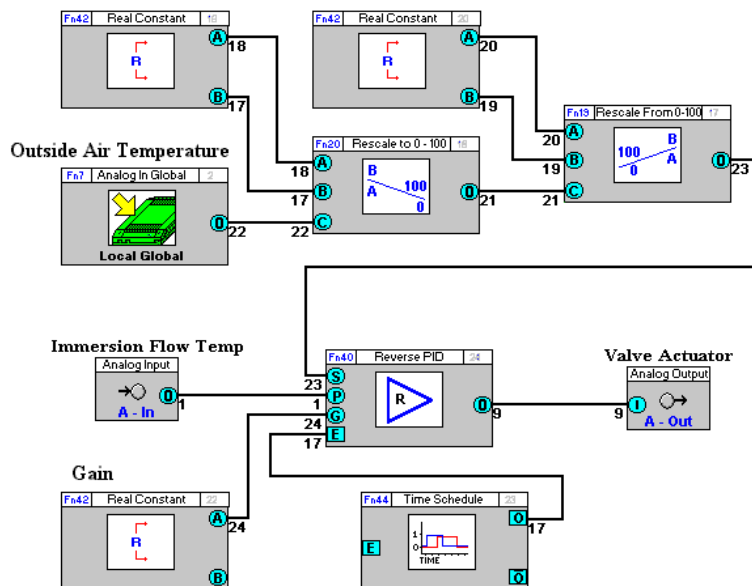 Fn42 Real Constant 18
Fn42 Real Constant 20
R A 18
B 17
R A 20
B 19
Fn20 Rescale to 0 - 100 16
Fn19 Rescale From 0-100 17
18 A B A 100 0
17 B O 21
22 C
20 A 100 0 B A
19 B O 23
21 C
Outside Air Temperature
Fn7 Analog In Global 2
O 22
Local Global
Immersion Flow Temp
Analog Input
O 1
A - In
Fn40 Reverse PID 24
23 S
1 P R O 9
24 G
17 E
Valve Actuator
Analog Output
9 I
A - Out
Gain
Fn42 Real Constant 22
R A 24
B
Fn44 Time Schedule 23
E 1 0 TIME O 17
O